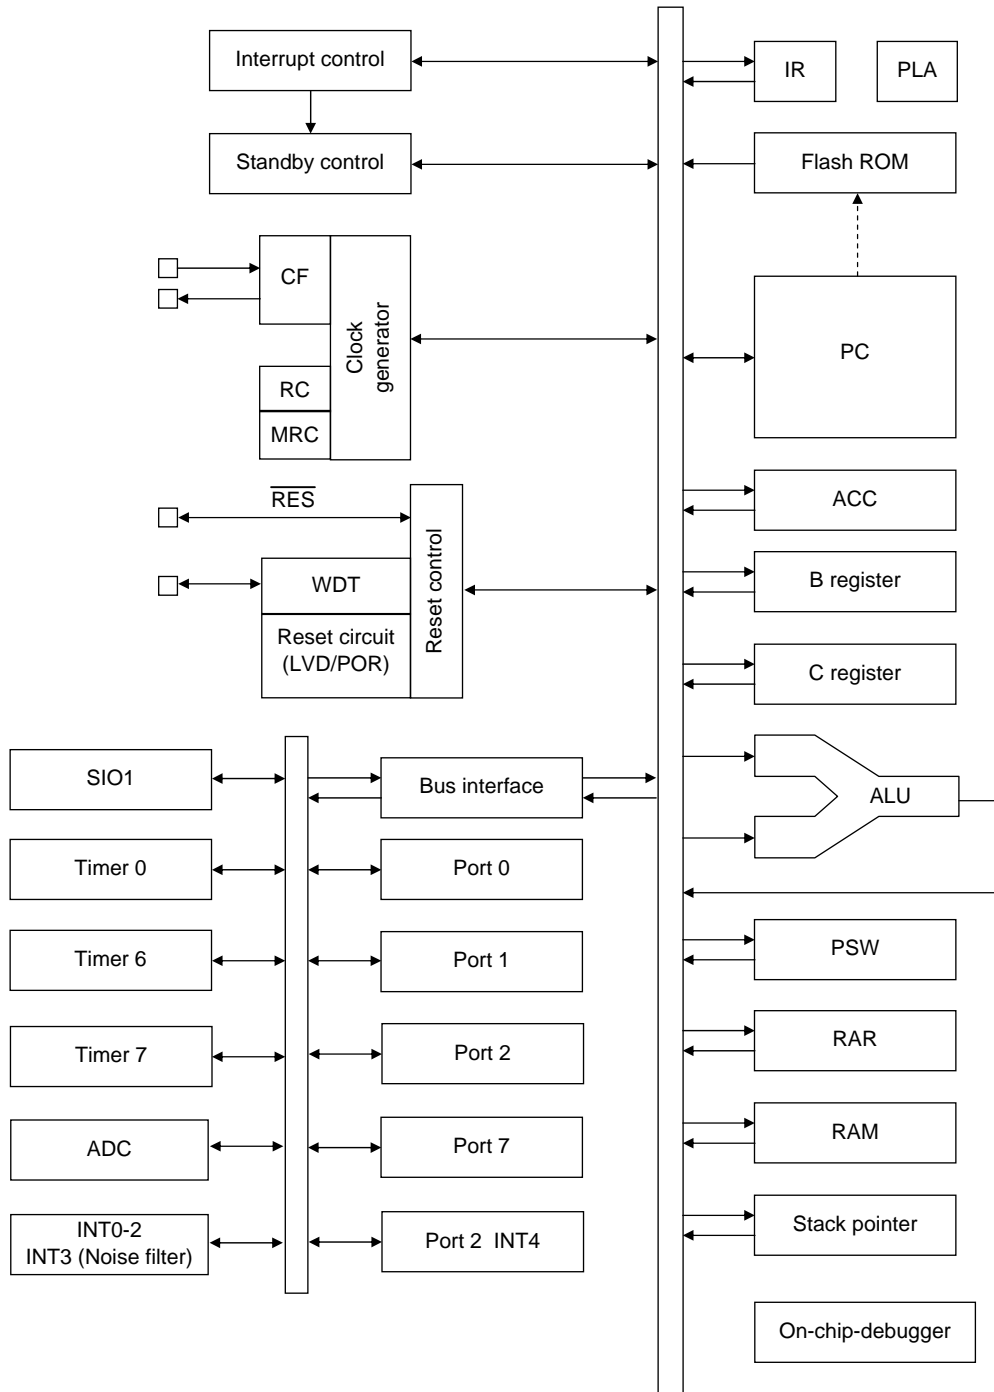 Interrupt control
IR
PLA
Standby control
Flash ROM
CF
Clock
generator
PC
RC
MRC
RES
Reset control
ACC
WDT
B register
Reset circuit
(LVD/POR)
C register
SIO1
Bus interface
ALU
Timer 0
Port 0
Timer 6
Port 1
PSW
Timer 7
Port 2
RAR
ADC
Port 7
RAM
INT0-2
INT3 (Noise filter)
Port 2 INT4
Stack pointer
On-chip-debugger